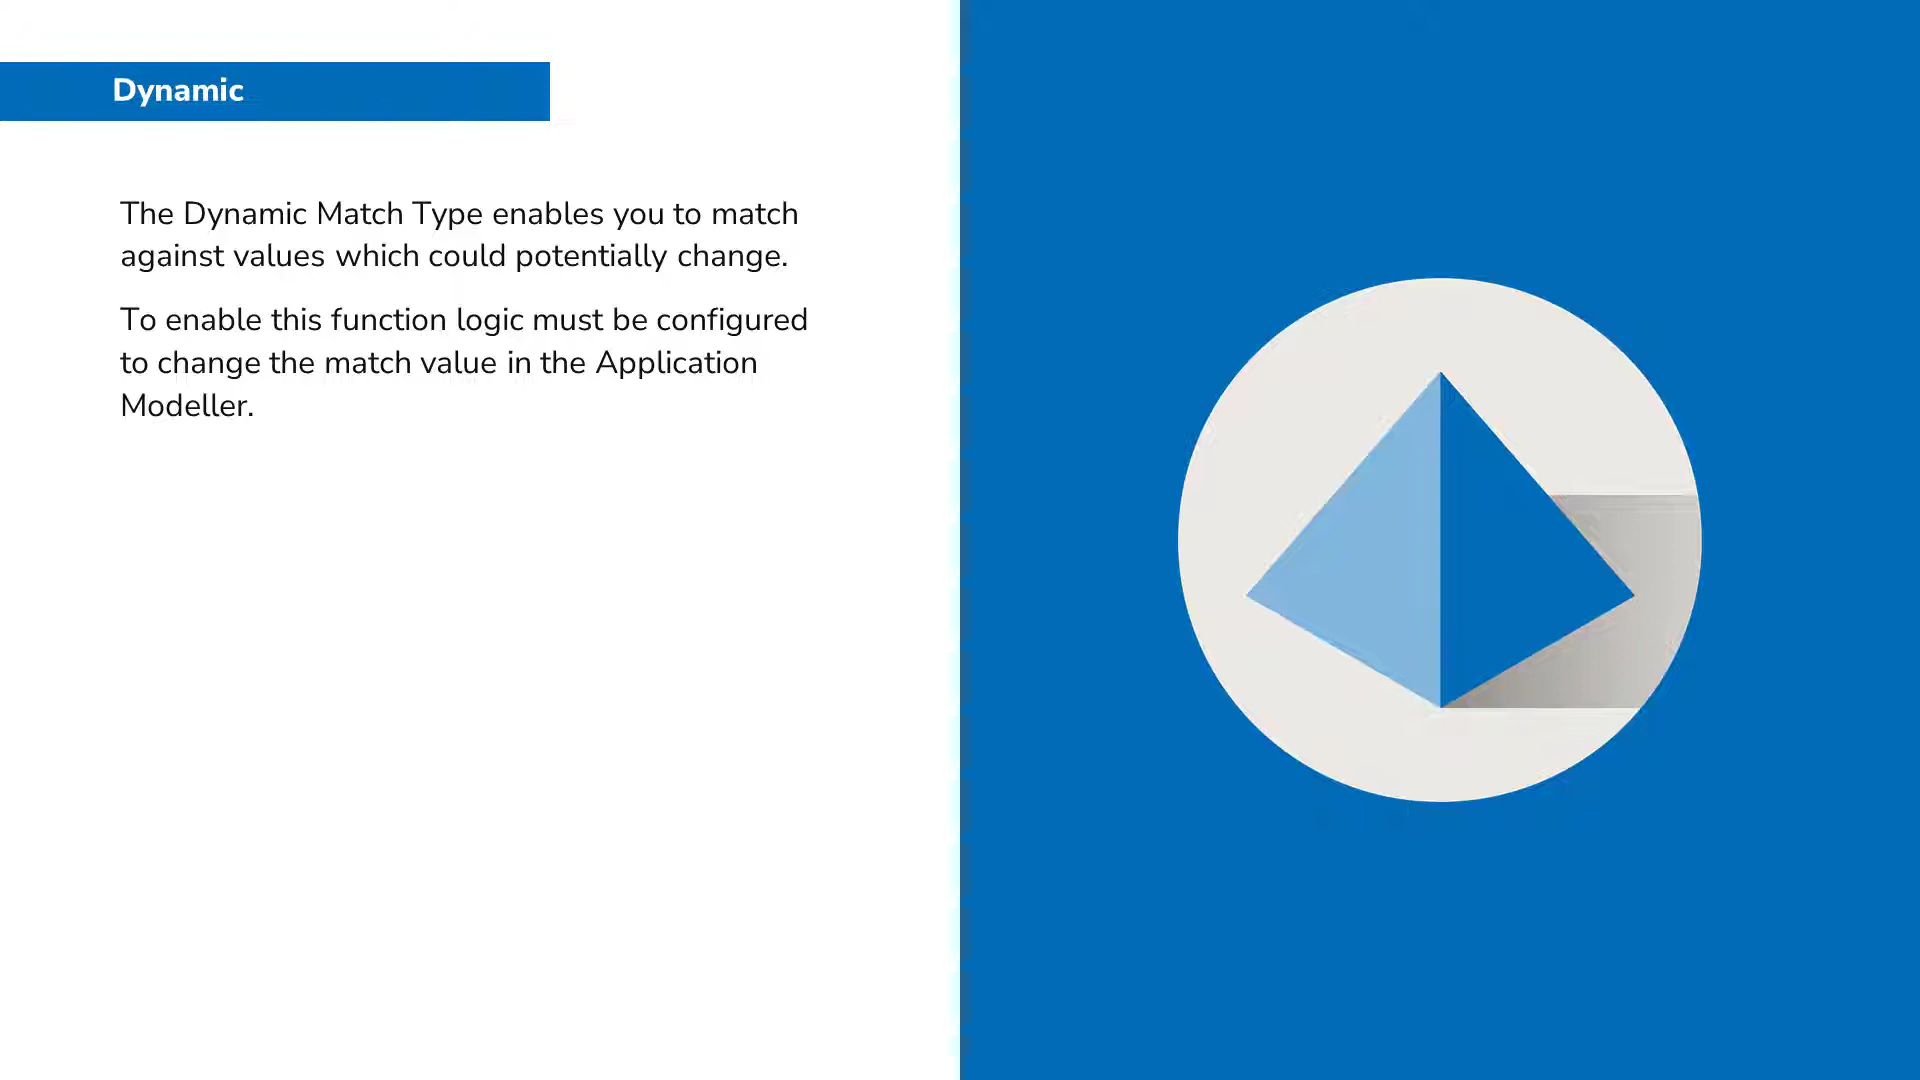 Dynamic
The Dynamic Match Type enables you to match
against values which could potentially change.
To enable this function logic must be configured
to change the match value in the Application
Modeller.